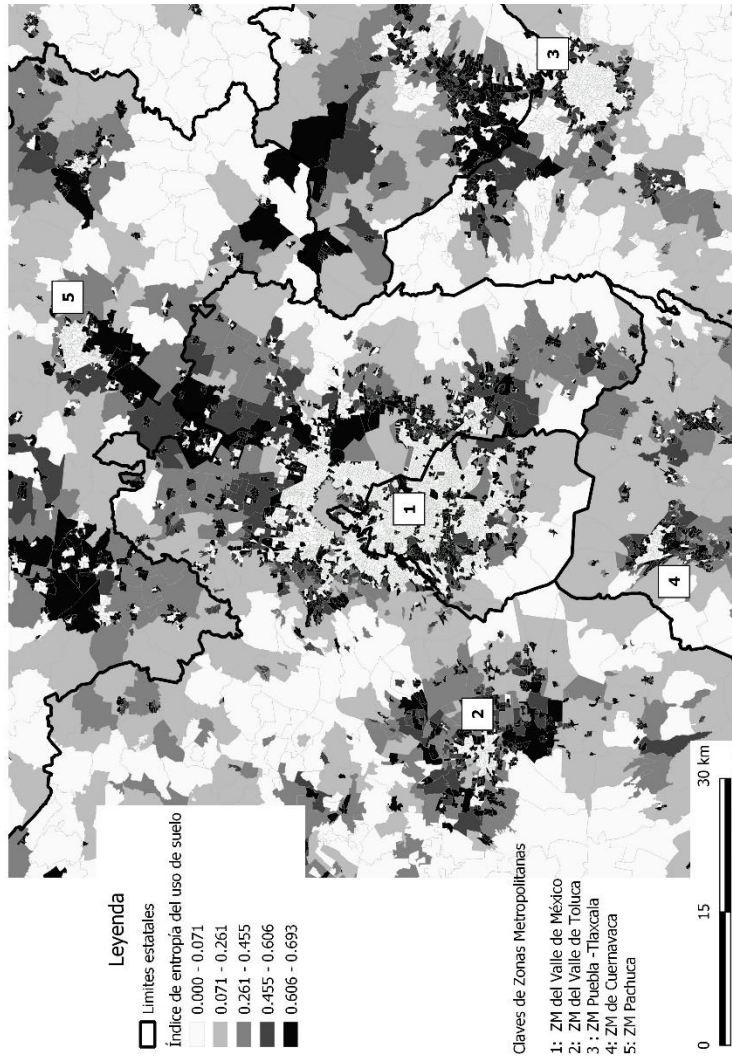 Leyenda
Limites estatales
Índice de entropía del uso de suelo
0.000 - 0.071
0.071 - 0.261
0.261 - 0.455
0.455 - 0.606
0.606 - 0.693
Claves de Zonas Metropolitanas
1: ZM del Valle de México
2: ZM del Valle de Toluca
3 : ZM Puebla -Tlaxcala
4: ZM de Cuernavaca
5: ZM Pachuca
0 15 30 km
1
2
3
4
5